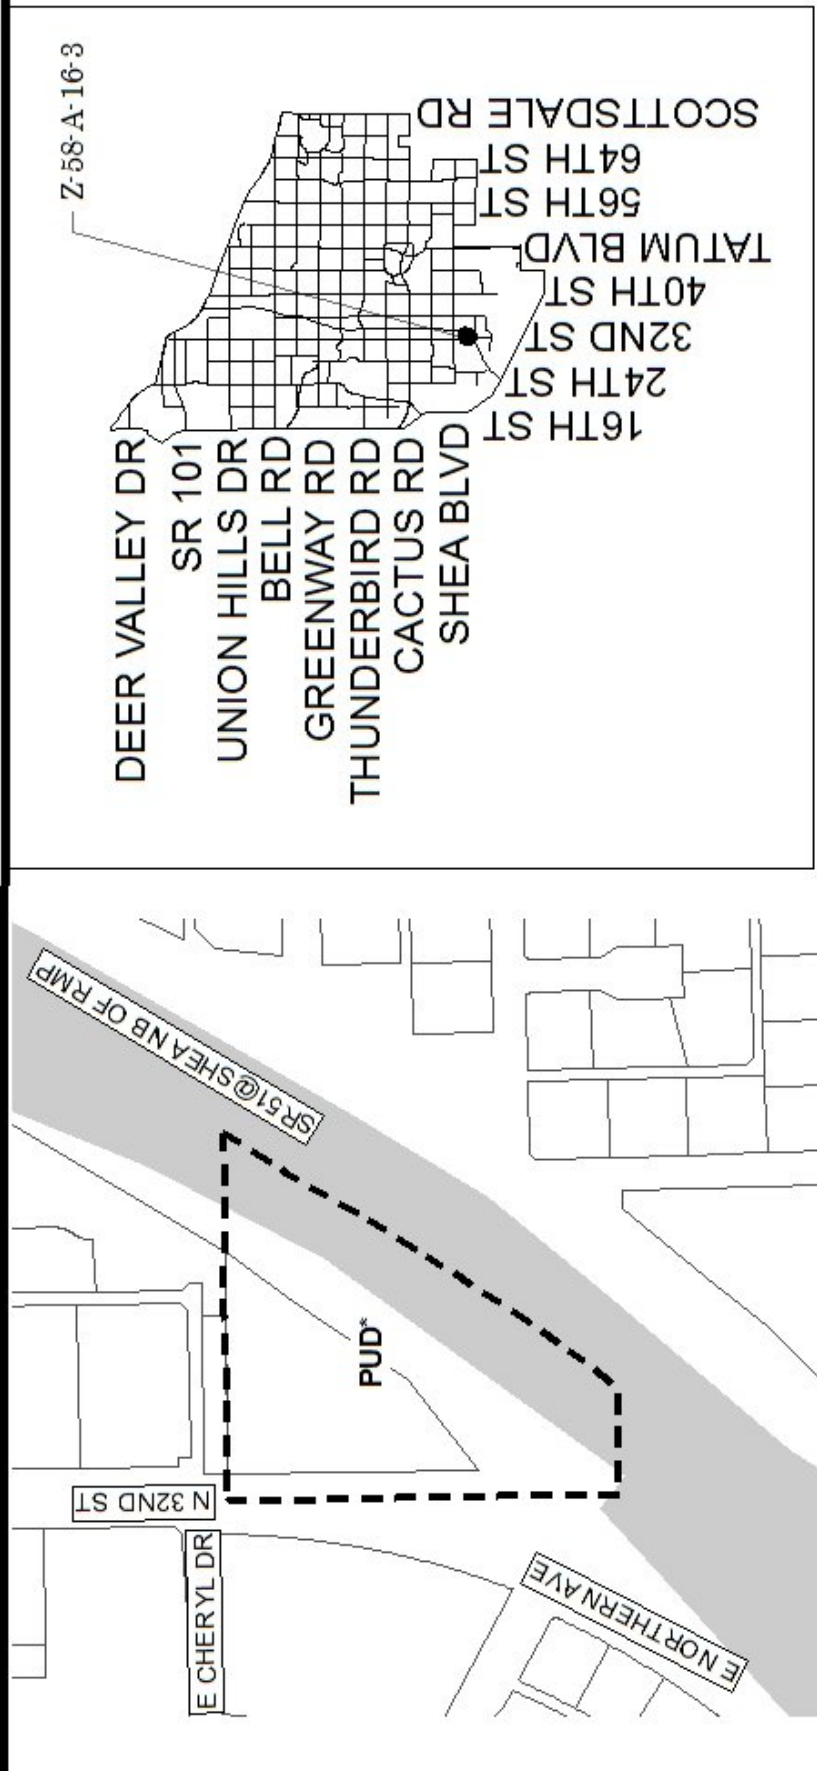 Z-58-A-16-3
DEER VALLEY DR
SR 101
UNION HILLS DR
BELL RD
GREENWAY RD
THUNDERBIRD RD
CACTUS RD
SHEA BLVD
16TH ST
24TH ST
32ND ST
40TH ST
TATUM BLVD
56TH ST
64TH ST
SCOTTSDALE RD
SR51@SHEA NB OF RMP
PUD*
N 32ND ST
E CHERYL DR
E NORTHERN AVE